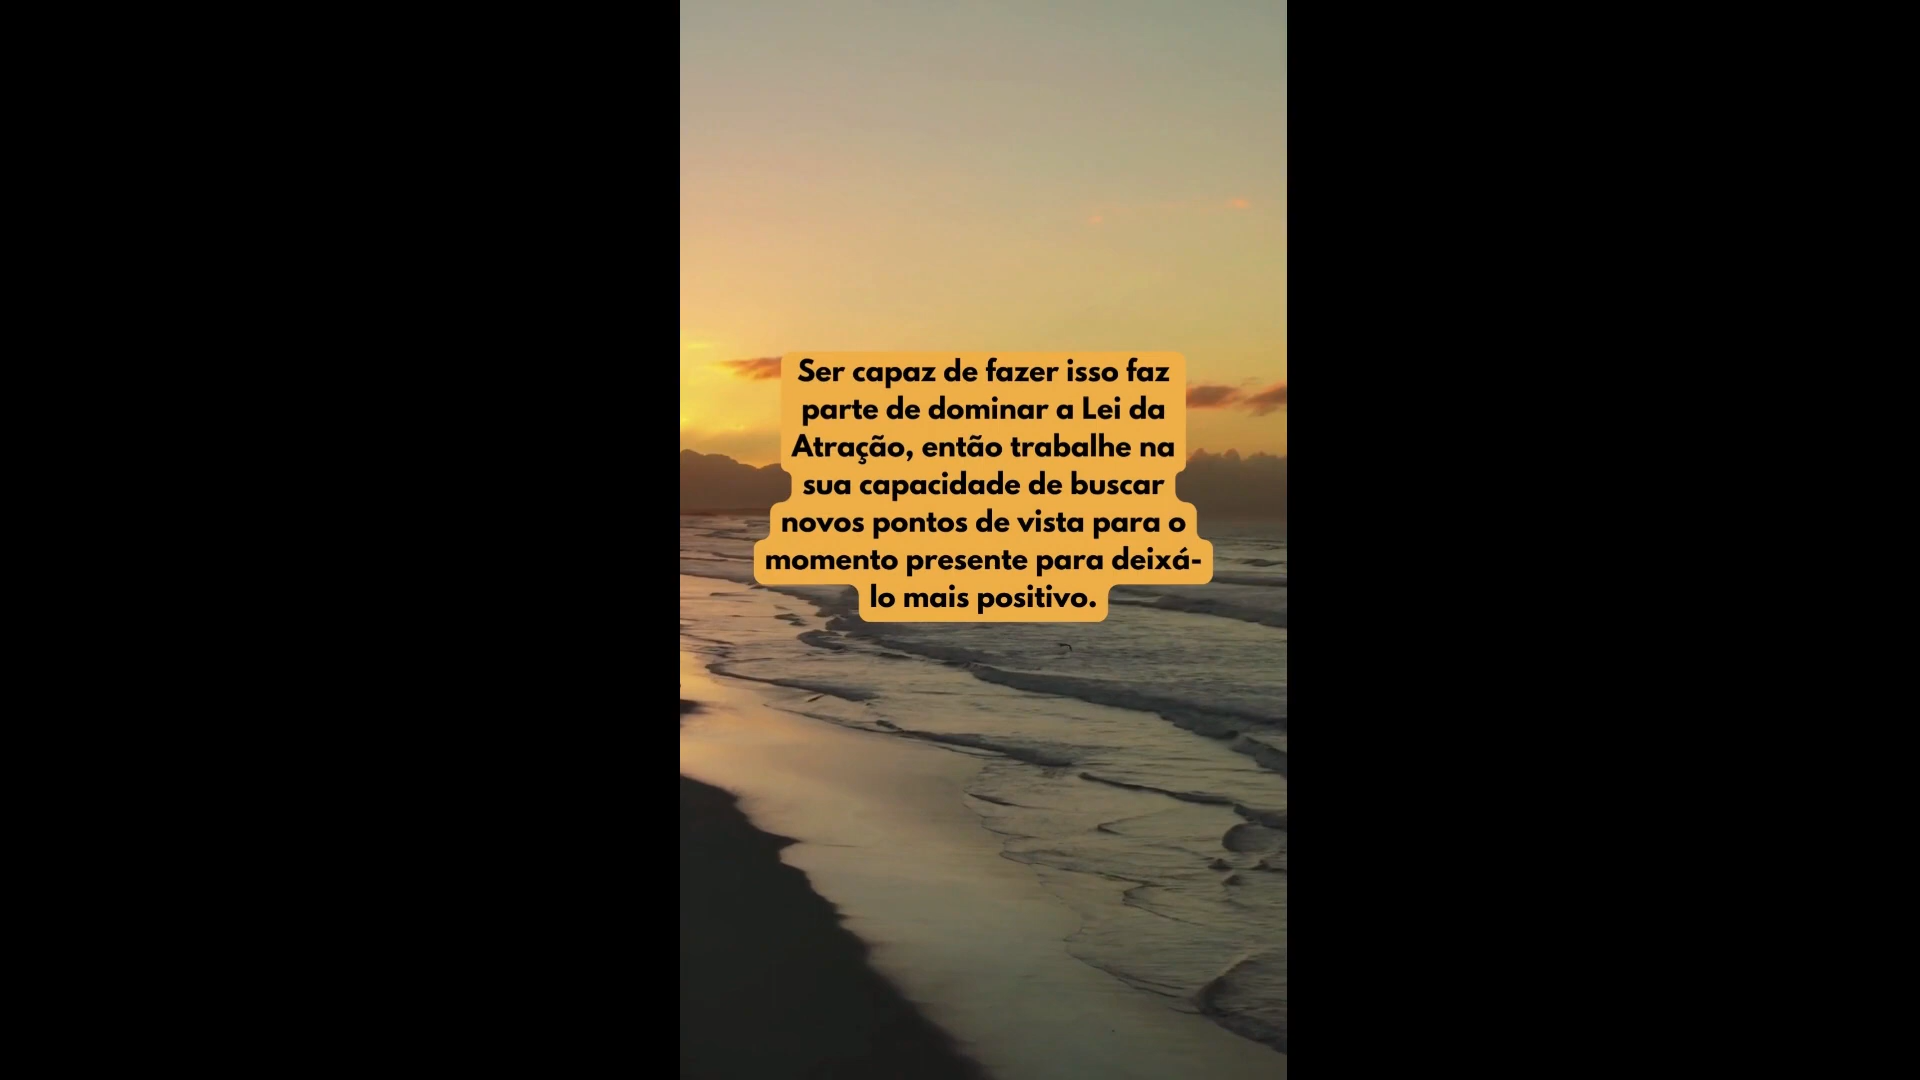 Ser capaz de fazer isso faz
parte de dominar a Lei da
Atração, então trabalhe na
sua capacidade de buscar
novos pontos de vista para o
momento presente para deixá-
lo mais positivo.